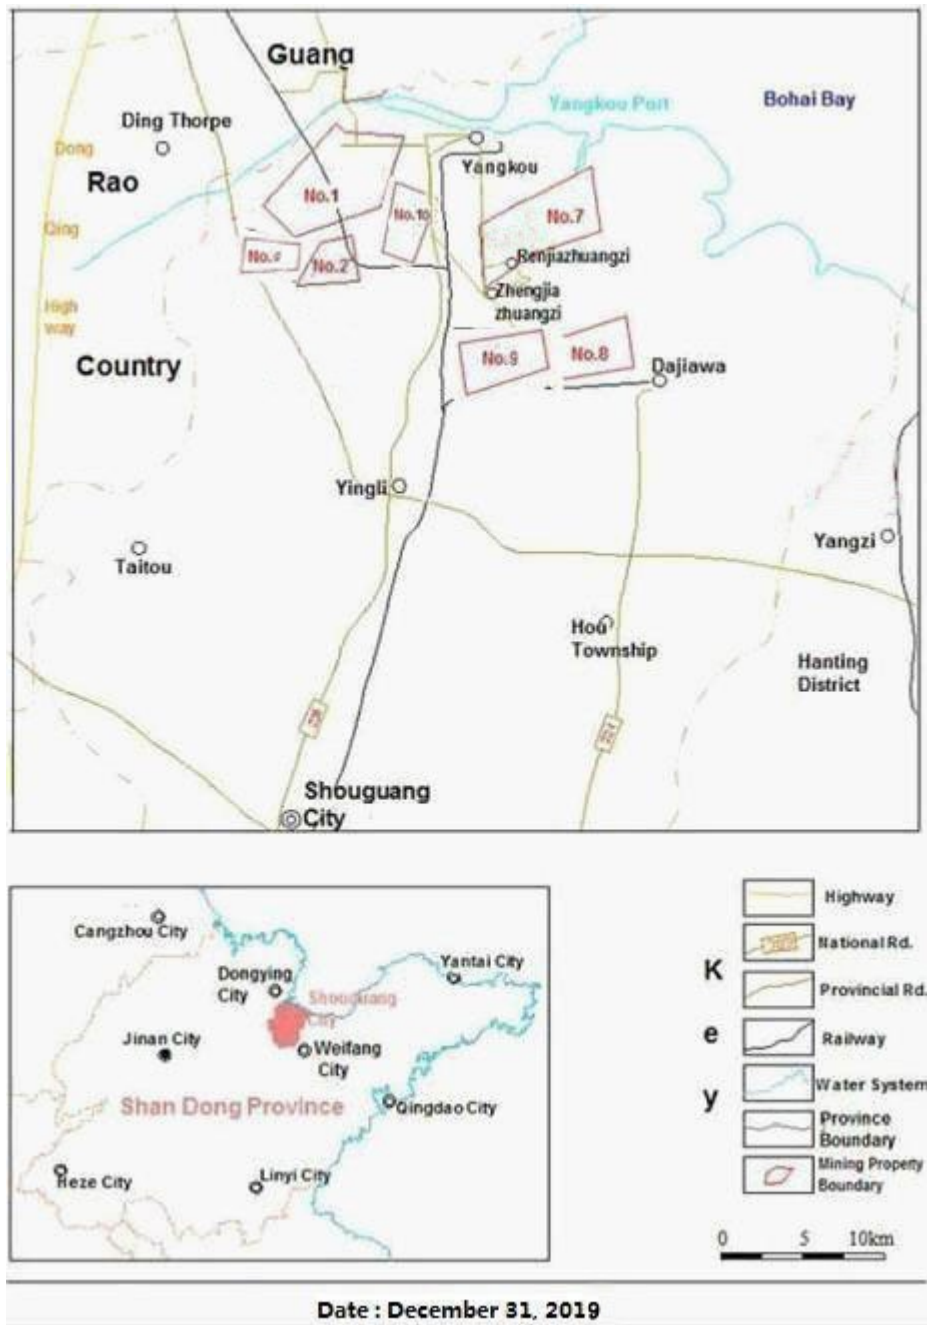 Guang
Yangkou Port
Bohai Bay
Ding Thorpe
Dong
Yangkou
Rao
No.1
No.10
No.7
Qing
No.2
Renjiazhuangzi
High
way
Zhengjia
zhuangzi
Country
No.9
No.8
Dajiawa
Yingli
Taitou
Yangzi
Hou
Township
Hanting
District
Shouguang
City
Cangzhou City
Dongying
City
Yantai City
Shouguang
City
Jinan City
Weifang
City
Shan Dong Province
Qingdao City
Heze City
Linyi City
K
e
y
Highway
National Rd.
Provincial Rd.
Railway
Water System
Province
Boundary
Mining Property
Boundary
0 5 10km
Date : December 31, 2019